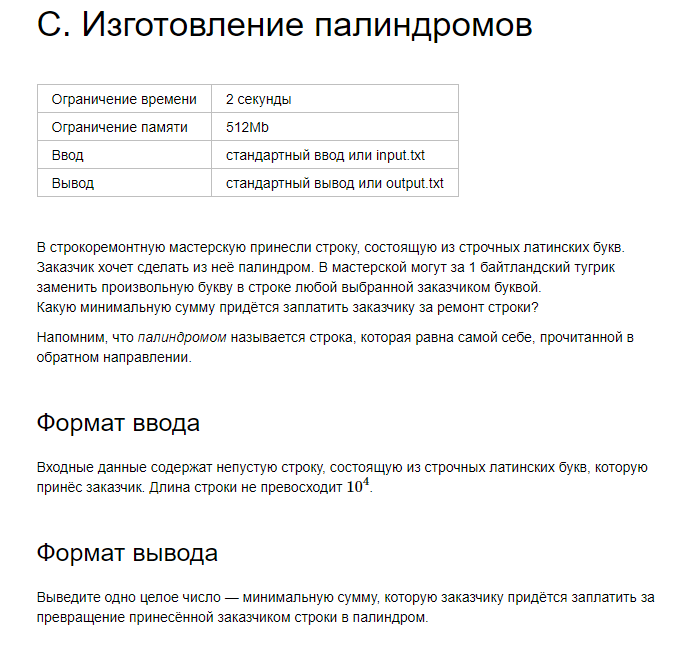 C. Изготовление палиндромов
Ограничение времени 2 секунды
Ограничение памяти 512Mb
Ввод стандартный ввод или input.txt
Вывод стандартный вывод или output.txt
В строкоремонтную мастерскую принесли строку, состоящую из строчных латинских букв.
Заказчик хочет сделать из неё палиндром. В мастерской могут за 1 байтландский тугрик
заменить произвольную букву в строке любой выбранной заказчиком буквой.
Какую минимальную сумму придётся заплатить заказчику за ремонт строки?
Напомним, что палиндромом называется строка, которая равна самой себе, прочитанной в
обратном направлении.
Формат ввода
Входные данные содержат непустую строку, состоящую из строчных латинских букв, которую
принёс заказчик. Длина строки не превосходит 10⁴.
Формат вывода
Выведите одно целое число — минимальную сумму, которую заказчику придётся заплатить за
превращение принесённой заказчиком строки в палиндром.